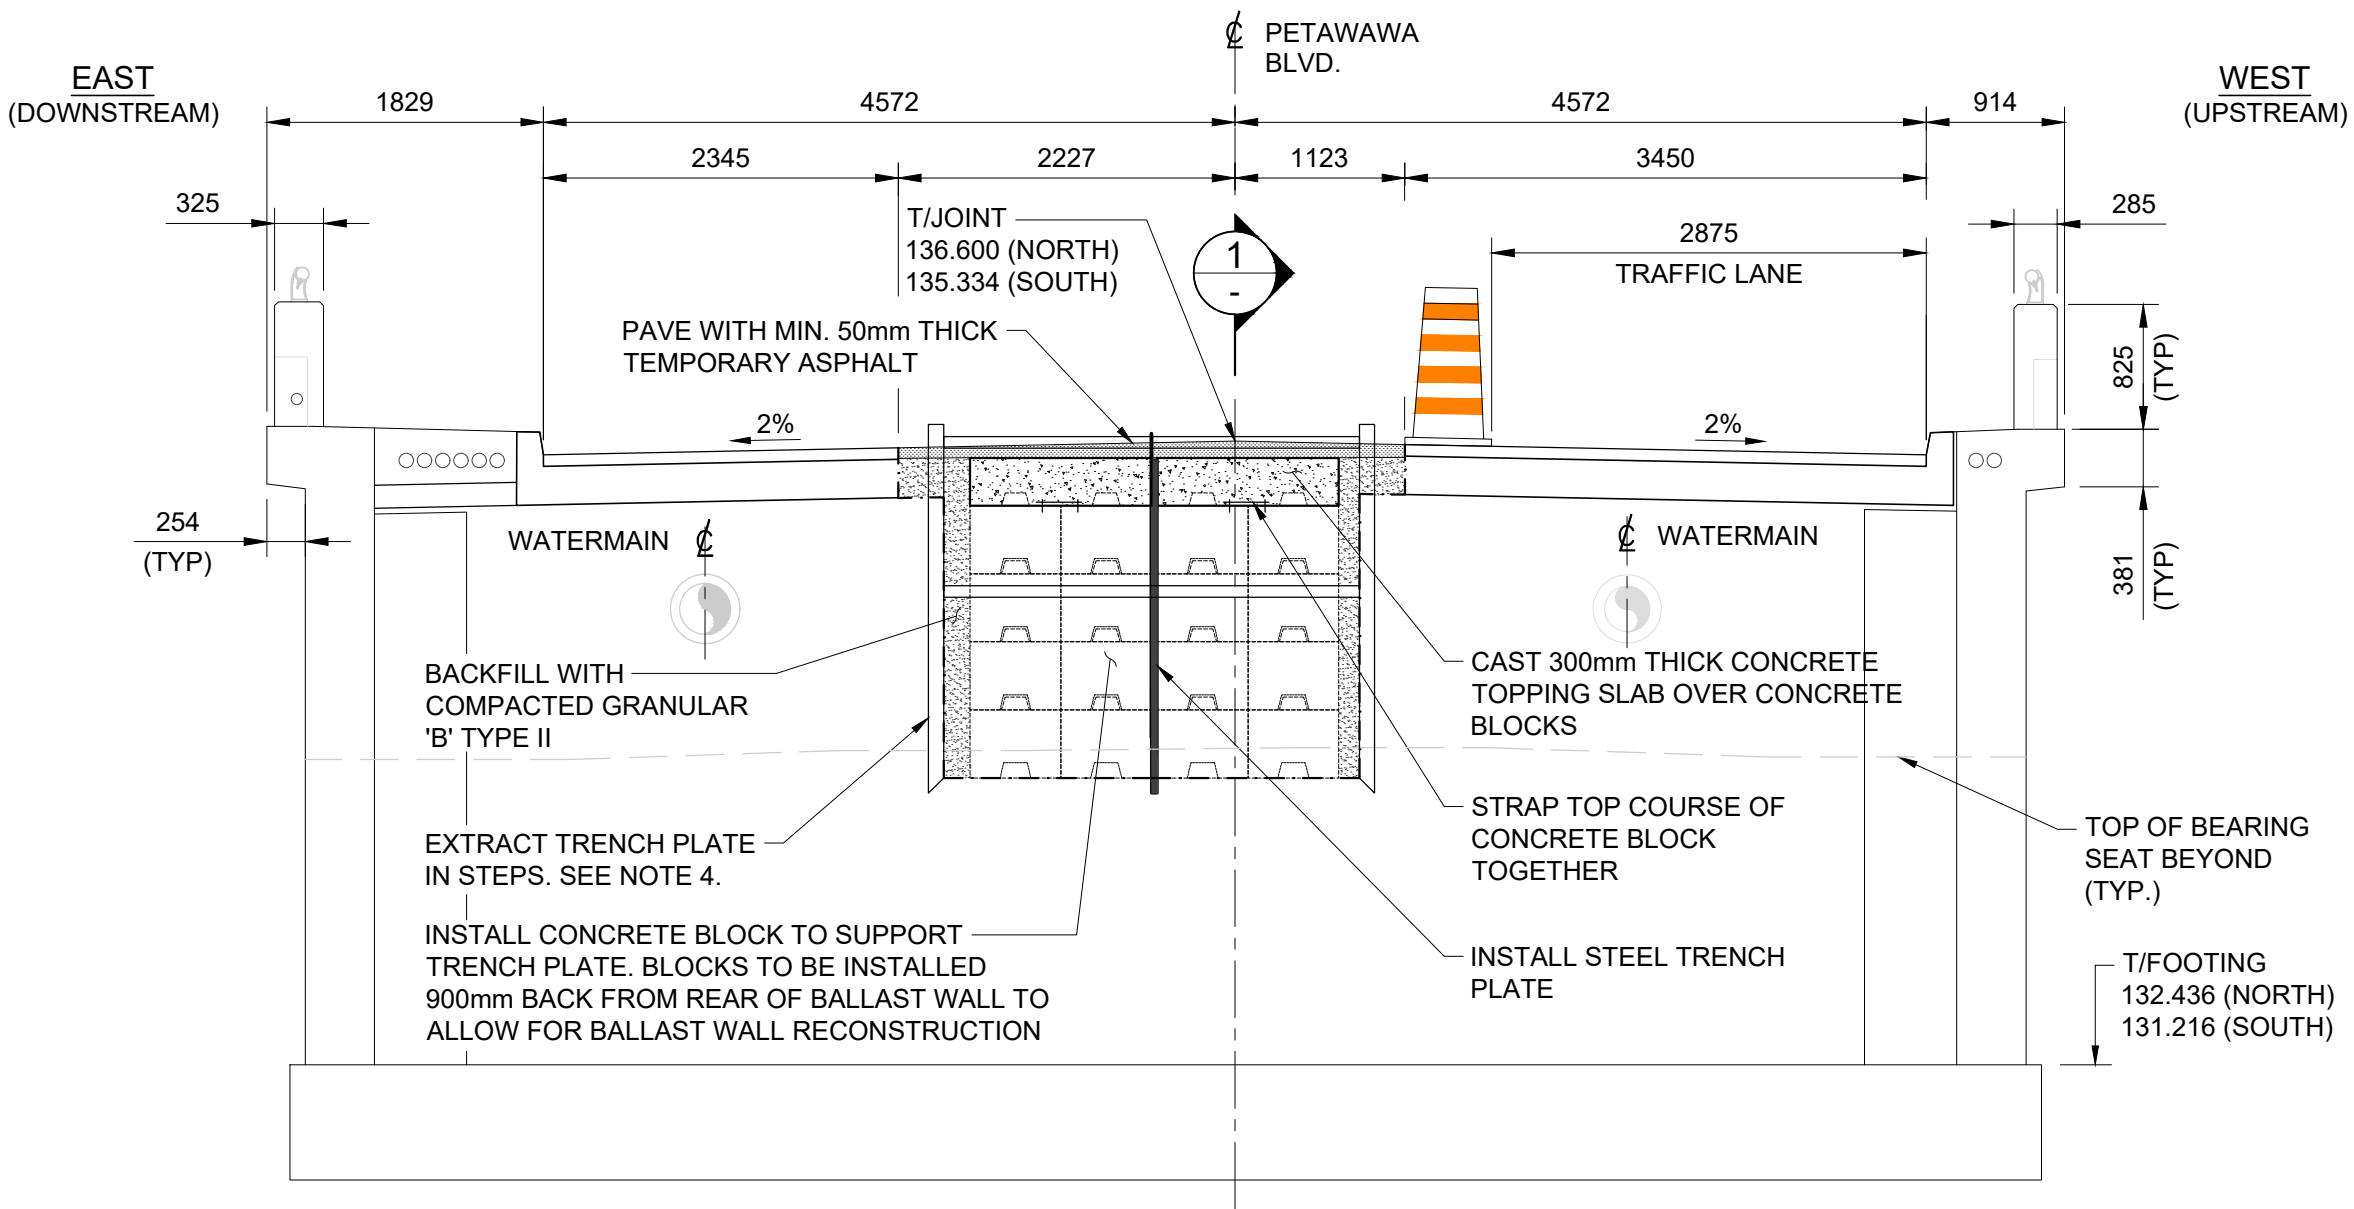 ℄ PETAWAWA
BLVD.
EAST
(DOWNSTREAM)
WEST
(UPSTREAM)
1829
4572
4572
914
2345
2227
1123
3450
325
285
T/JOINT
136.600 (NORTH)
135.334 (SOUTH)
1
-
2875
TRAFFIC LANE
PAVE WITH MIN. 50mm THICK
TEMPORARY ASPHALT
825
(TYP)
2%
2%
254
(TYP)
WATERMAIN ℄
℄ WATERMAIN
381
(TYP)
BACKFILL WITH
COMPACTED GRANULAR
'B' TYPE II
CAST 300mm THICK CONCRETE
TOPPING SLAB OVER CONCRETE
BLOCKS
EXTRACT TRENCH PLATE
IN STEPS. SEE NOTE 4.
STRAP TOP COURSE OF
CONCRETE BLOCK
TOGETHER
TOP OF BEARING
SEAT BEYOND
(TYP.)
INSTALL CONCRETE BLOCK TO SUPPORT
TRENCH PLATE. BLOCKS TO BE INSTALLED
900mm BACK FROM REAR OF BALLAST WALL TO
ALLOW FOR BALLAST WALL RECONSTRUCTION
INSTALL STEEL TRENCH
PLATE
T/FOOTING
132.436 (NORTH)
131.216 (SOUTH)